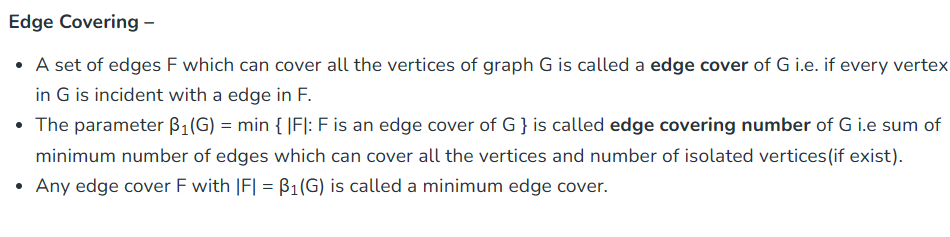 Edge Covering –
• A set of edges F which can cover all the vertices of graph G is called a edge cover of G i.e. if every vertex
in G is incident with a edge in F.
• The parameter β₁(G) = min { |F|: F is an edge cover of G } is called edge covering number of G i.e sum of
minimum number of edges which can cover all the vertices and number of isolated vertices(if exist).
• Any edge cover F with |F| = β₁(G) is called a minimum edge cover.